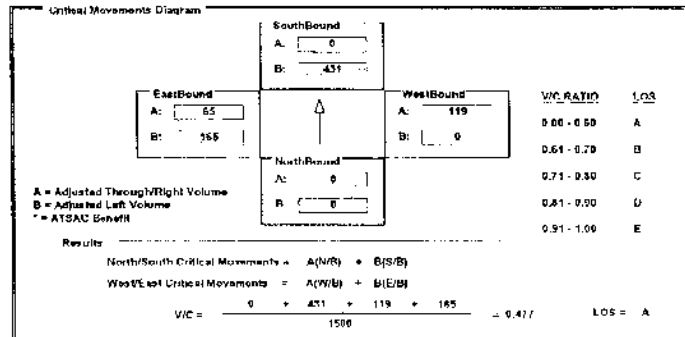 Critical Movements Diagram
SouthBound
A: 0
B: 431
EastBound
A: 65
B: 165
WestBound
A: 119
B: 0
NorthBound
A: 0
B: 0
V/C RATIO LOS
0.00 - 0.60 A
0.61 - 0.70 B
0.71 - 0.80 C
0.81 - 0.90 D
0.91 - 1.00 E
A = Adjusted Through/Right Volume
B = Adjusted Left Volume
* = ATSAC Benefit
Results
North/South Critical Movements = A(N/B) + B(S/B)
West/East Critical Movements = A(W/B) + B(E/B)
V/C = 0 + 431 + 119 + 165 = 0.477 LOS = A
1500